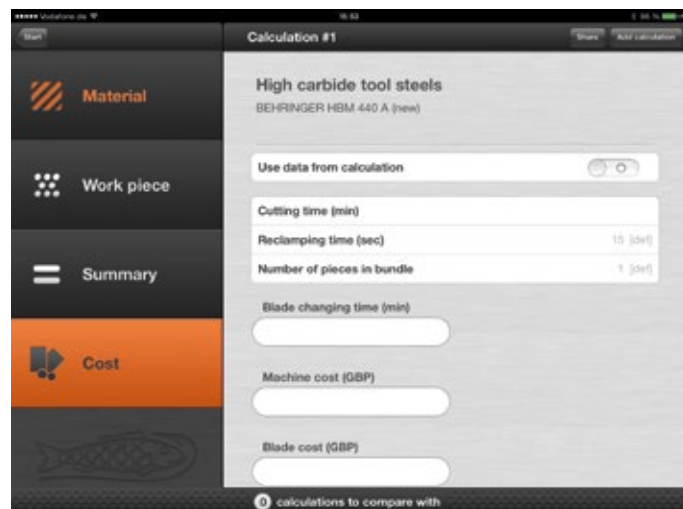 Vodafone.de
16:53
Start
Calculation #1
Share
Add calculation
Material
Work piece
Summary
Cost
High carbide tool steels
BEHRINGER HBM 440 A (new)
Use data from calculation
Cutting time (min)
Reclamping time (sec)
15 [def]
Number of pieces in bundle
1 [def]
Blade changing time (min)
Machine cost (GBP)
Blade cost (GBP)
0 calculations to compare with